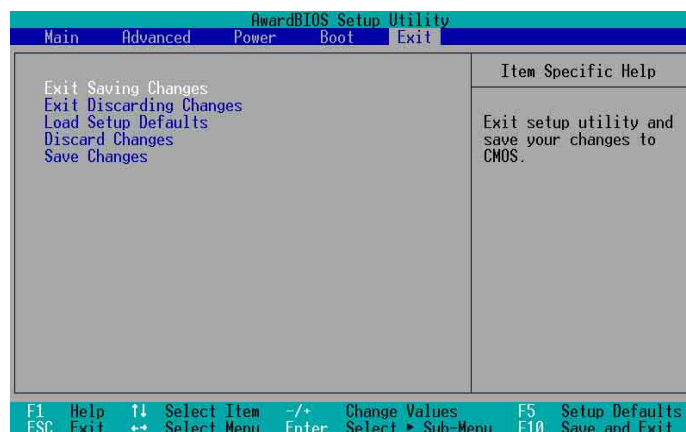 AwardBIOS Setup Utility
Main Advanced Power Boot Exit
Exit Saving Changes
Exit Discarding Changes
Load Setup Defaults
Discard Changes
Save Changes
Item Specific Help
Exit setup utility and
save your changes to
CMOS.
F1 Help ↑↓ Select Item -/+ Change Values F5 Setup Defaults
ESC Exit ←→ Select Menu Enter Select ► Sub-Menu F10 Save and Exit